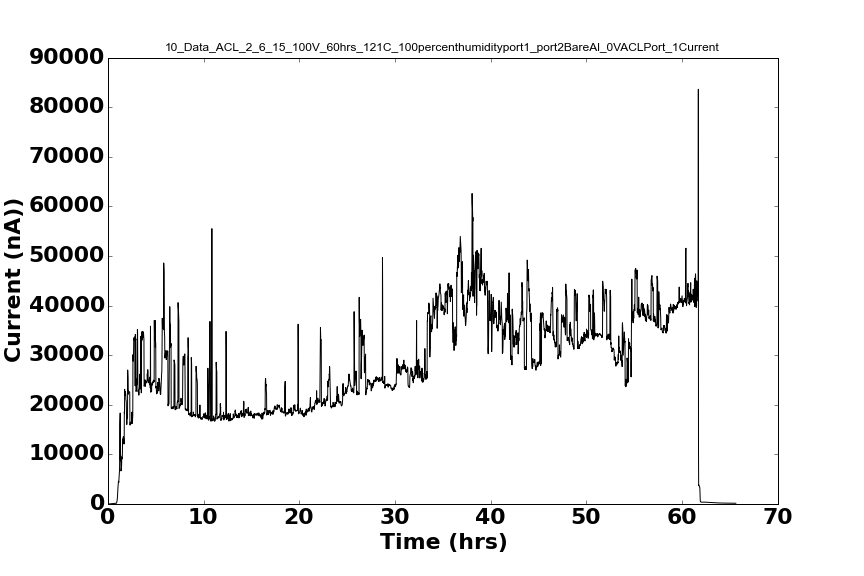 10_Data_ACL_2_6_15_100V_60hrs_121C_100percenthumidityport1_port2BareAl_0VACLPort_1Current
90000
80000
70000
60000
50000
40000
30000
20000
10000
0
Current (nA))
0 10 20 30 40 50 60 70
Time (hrs)